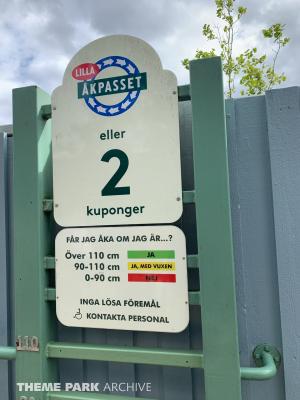 LILLA
ÅKPASSET
eller
2
kuponger
FÅR JAG ÅKA OM JAG ÄR...?
Över 110 cm JA
90-110 cm JA, MED VUXEN
0-90 cm NEJ
INGA LÖSA FÖREMÅL
KONTAKTA PERSONAL
110
THEME PARK ARCHIVE